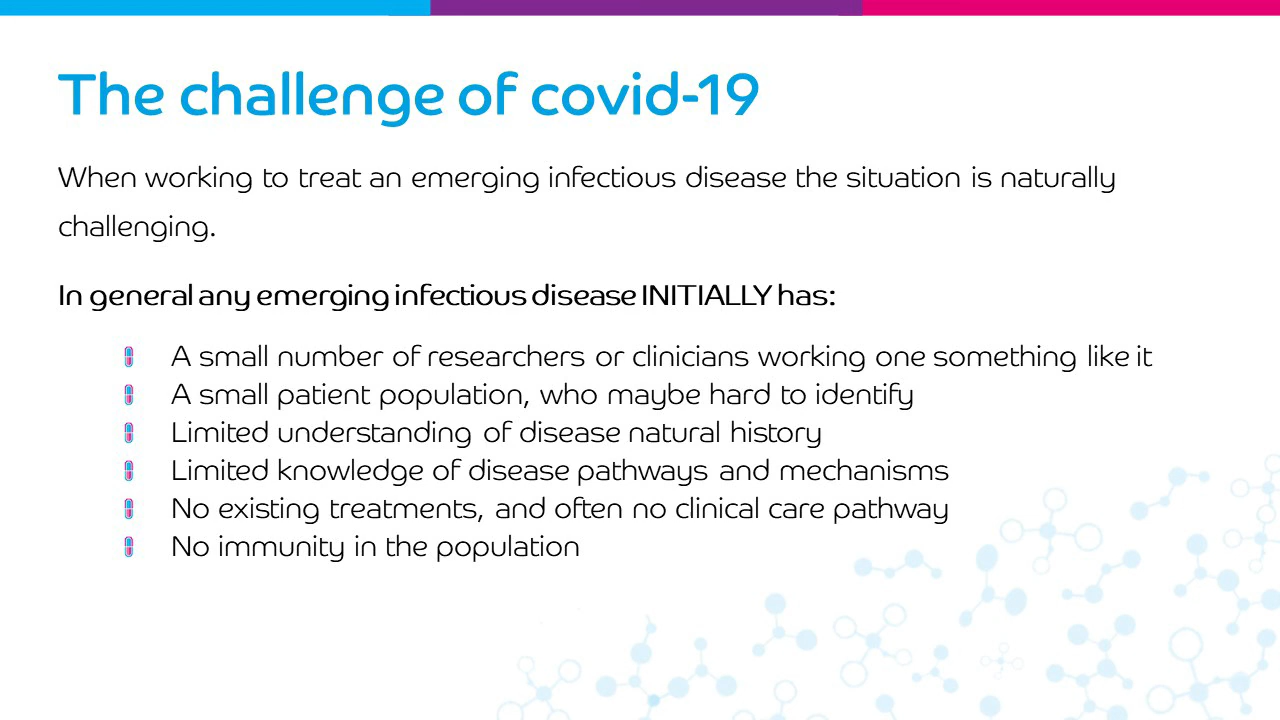 The challenge of covid-19
When working to treat an emerging infectious disease the situation is naturally
challenging.
In general any emerging infectious disease INITIALLY has:
A small number of researchers or clinicians working one something like it
A small patient population, who maybe hard to identify
Limited understanding of disease natural history
Limited knowledge of disease pathways and mechanisms
No existing treatments, and often no clinical care pathway
No immunity in the population